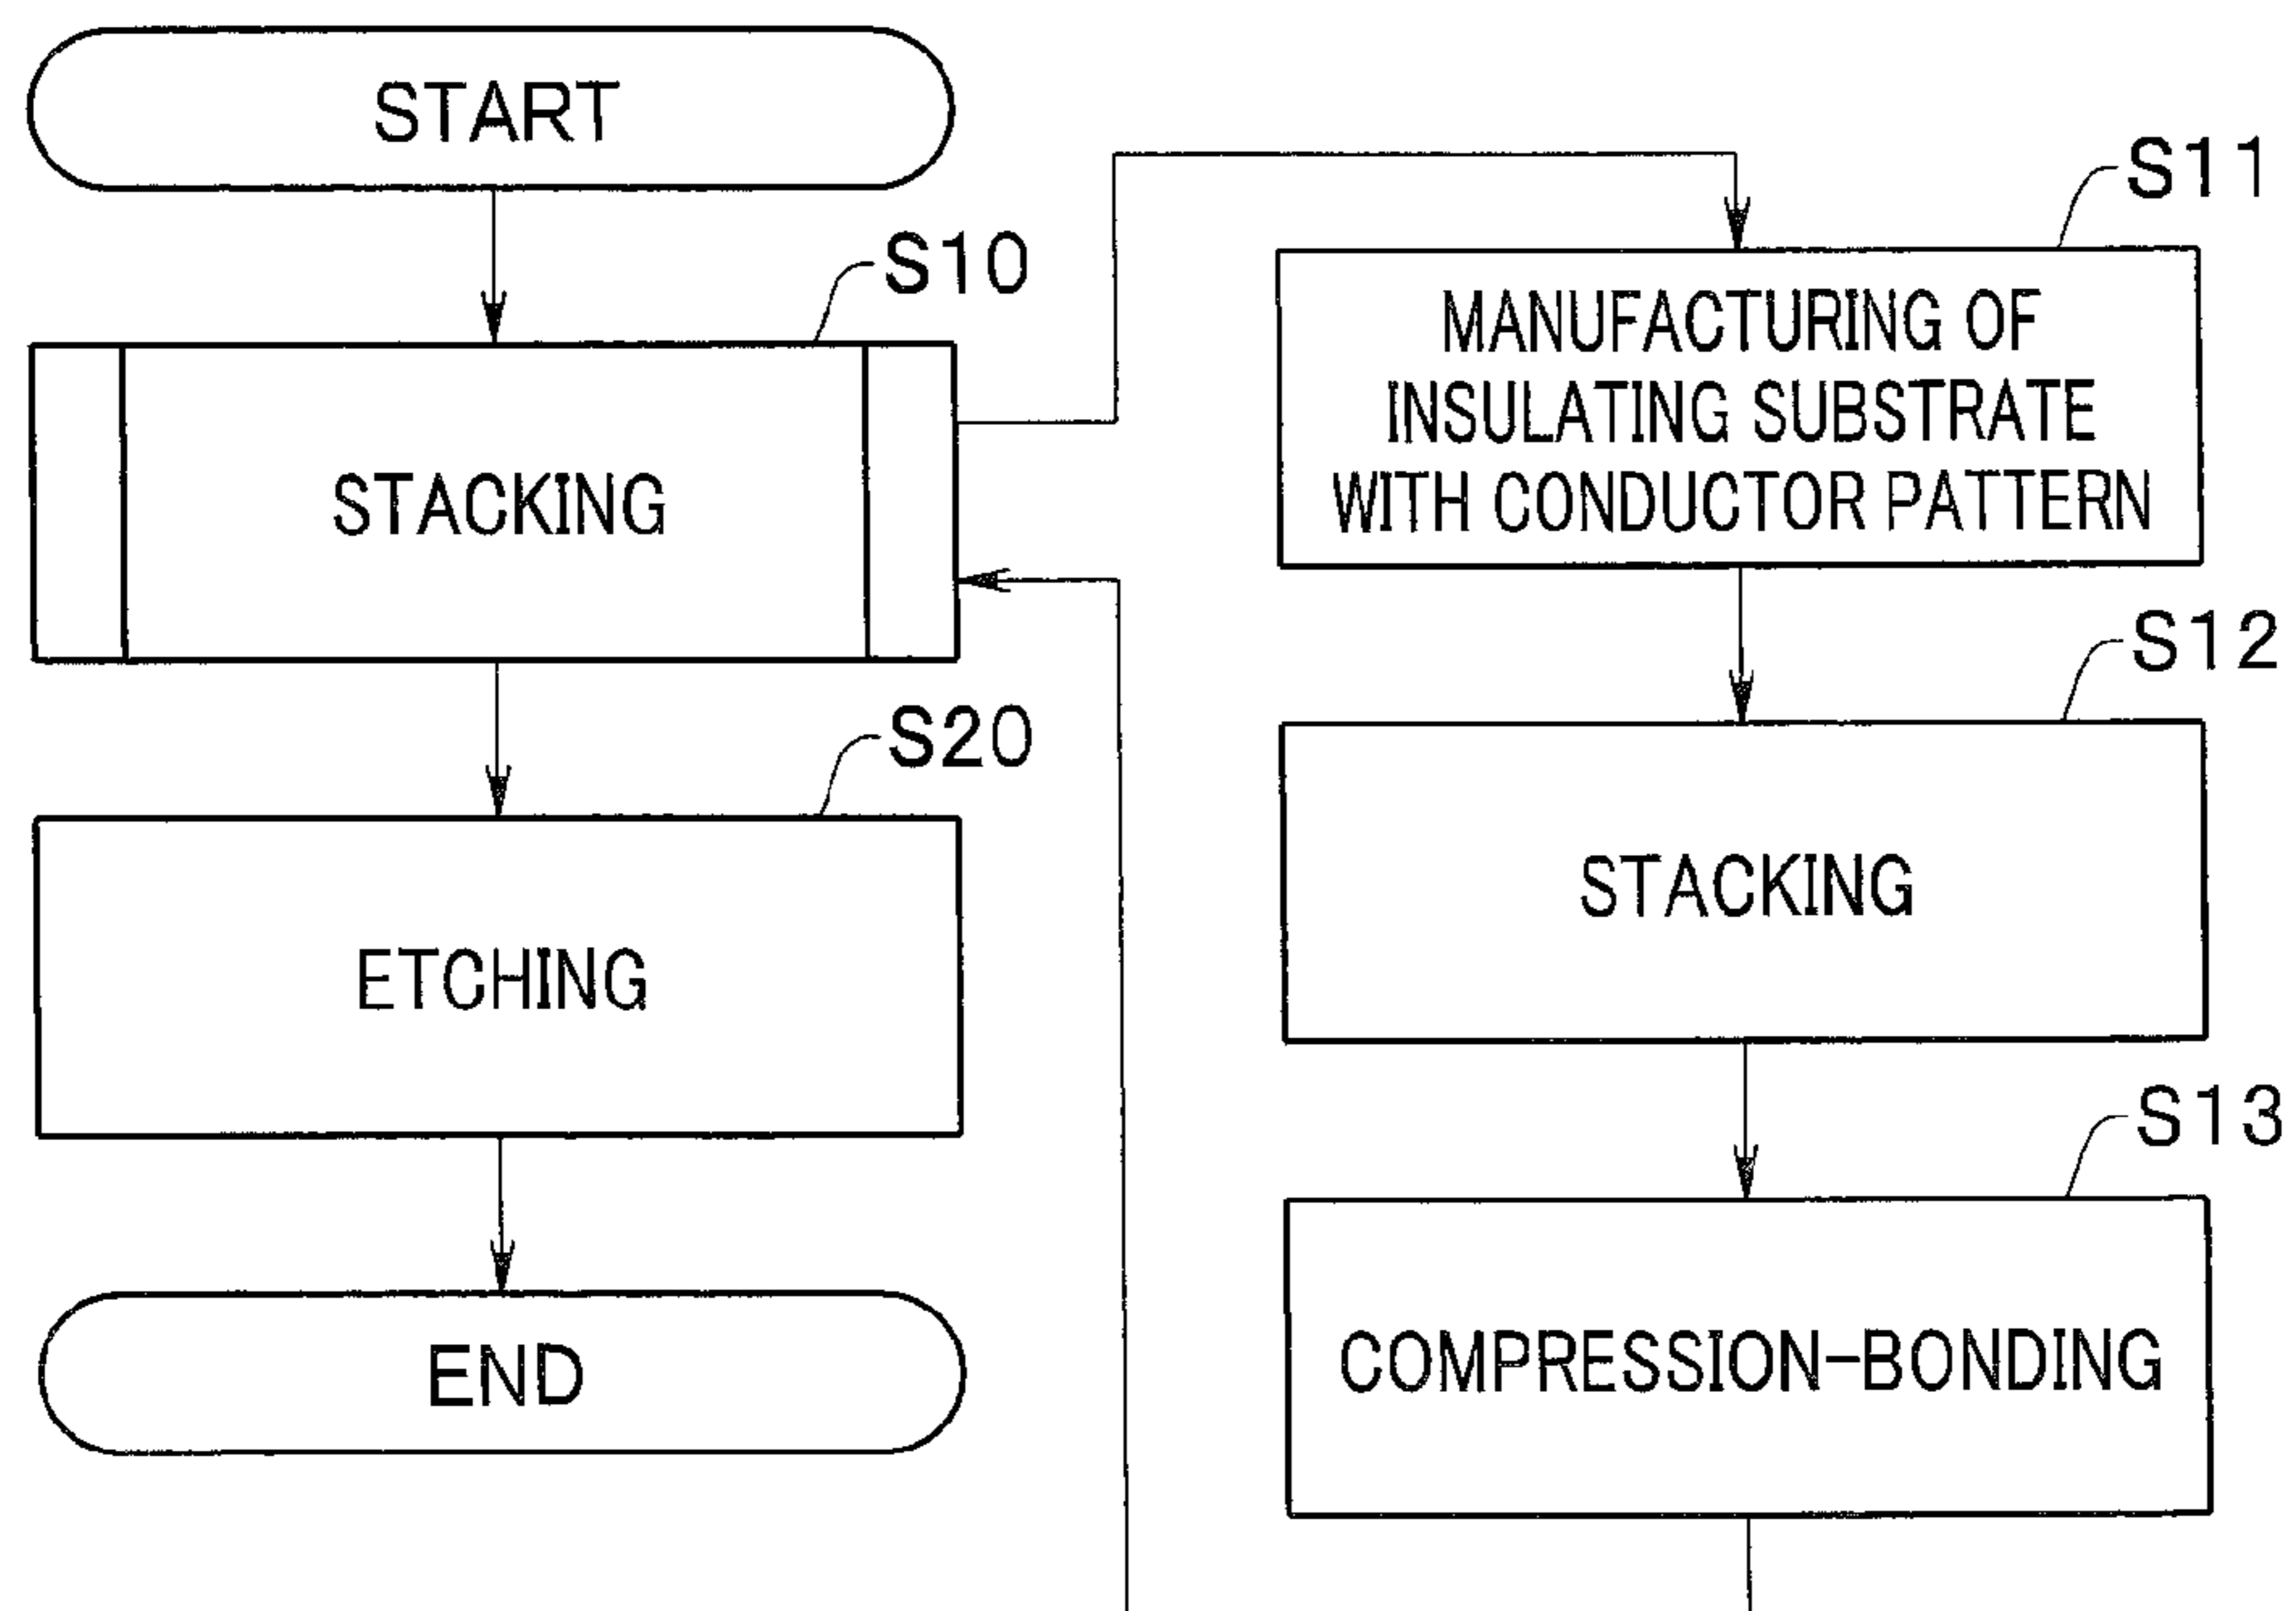 START
S10
STACKING
S20
ETCHING
END
S11
MANUFACTURING OF
INSULATING SUBSTRATE
WITH CONDUCTOR PATTERN
S12
STACKING
S13
COMPRESSION-BONDING